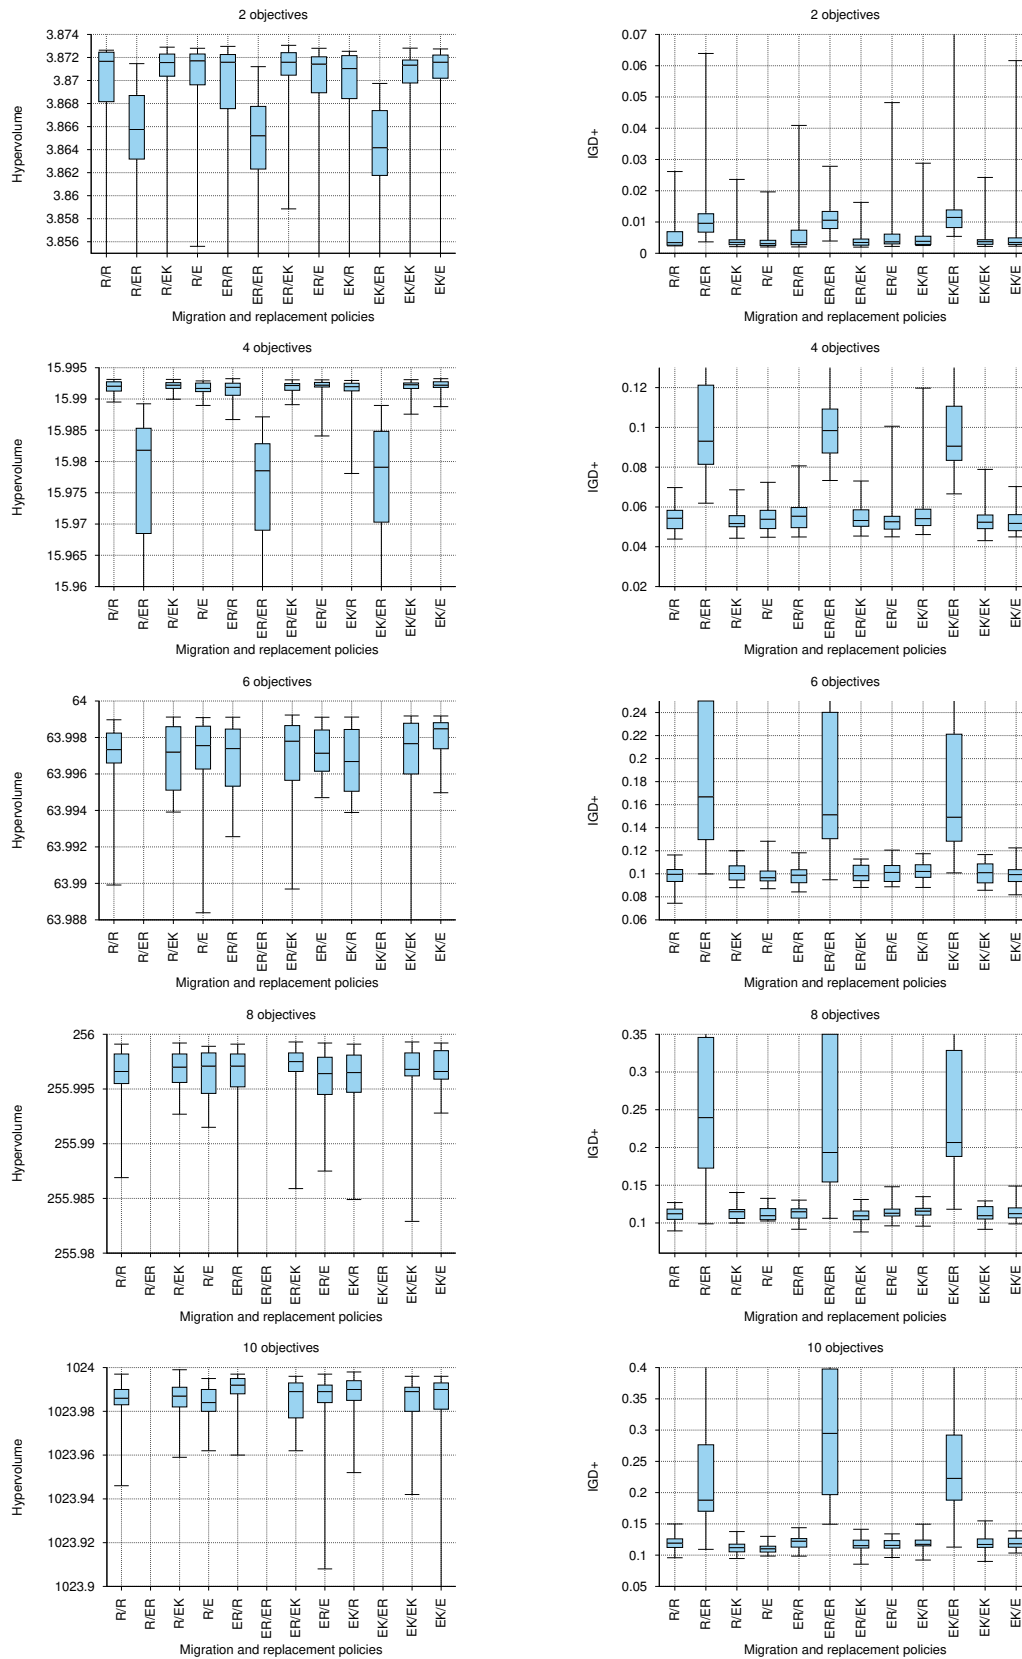 2 objectives
3.874
3.872
3.87
3.868
3.866
3.864
3.862
3.86
3.858
3.856
Hypervolume
R/R
R/ER
R/EK
R/E
ER/R
ER/ER
ER/EK
ER/E
EK/R
EK/ER
EK/EK
EK/E
Migration and replacement policies
2 objectives
0.07
0.06
0.05
0.04
0.03
0.02
0.01
0
IGD+
R/R
R/ER
R/EK
R/E
ER/R
ER/ER
ER/EK
ER/E
EK/R
EK/ER
EK/EK
EK/E
Migration and replacement policies
4 objectives
15.995
15.99
15.985
15.98
15.975
15.97
15.965
15.96
Hypervolume
R/R
R/ER
R/EK
R/E
ER/R
ER/ER
ER/EK
ER/E
EK/R
EK/ER
EK/EK
EK/E
Migration and replacement policies
4 objectives
0.12
0.1
0.08
0.06
0.04
0.02
IGD+
R/R
R/ER
R/EK
R/E
ER/R
ER/ER
ER/EK
ER/E
EK/R
EK/ER
EK/EK
EK/E
Migration and replacement policies
6 objectives
64
63.998
63.996
63.994
63.992
63.99
63.988
Hypervolume
R/R
R/ER
R/EK
R/E
ER/R
ER/ER
ER/EK
ER/E
EK/R
EK/ER
EK/EK
EK/E
Migration and replacement policies
6 objectives
0.24
0.22
0.2
0.18
0.16
0.14
0.12
0.1
0.08
0.06
IGD+
R/R
R/ER
R/EK
R/E
ER/R
ER/ER
ER/EK
ER/E
EK/R
EK/ER
EK/EK
EK/E
Migration and replacement policies
8 objectives
256
255.995
255.99
255.985
255.98
Hypervolume
R/R
R/ER
R/EK
R/E
ER/R
ER/ER
ER/EK
ER/E
EK/R
EK/ER
EK/EK
EK/E
Migration and replacement policies
8 objectives
0.35
0.3
0.25
0.2
0.15
0.1
IGD+
R/R
R/ER
R/EK
R/E
ER/R
ER/ER
ER/EK
ER/E
EK/R
EK/ER
EK/EK
EK/E
Migration and replacement policies
10 objectives
1024
1023.98
1023.96
1023.94
1023.92
1023.9
Hypervolume
R/R
R/ER
R/EK
R/E
ER/R
ER/ER
ER/EK
ER/E
EK/R
EK/ER
EK/EK
EK/E
Migration and replacement policies
10 objectives
0.4
0.35
0.3
0.25
0.2
0.15
0.1
0.05
IGD+
R/R
R/ER
R/EK
R/E
ER/R
ER/ER
ER/EK
ER/E
EK/R
EK/ER
EK/EK
EK/E
Migration and replacement policies